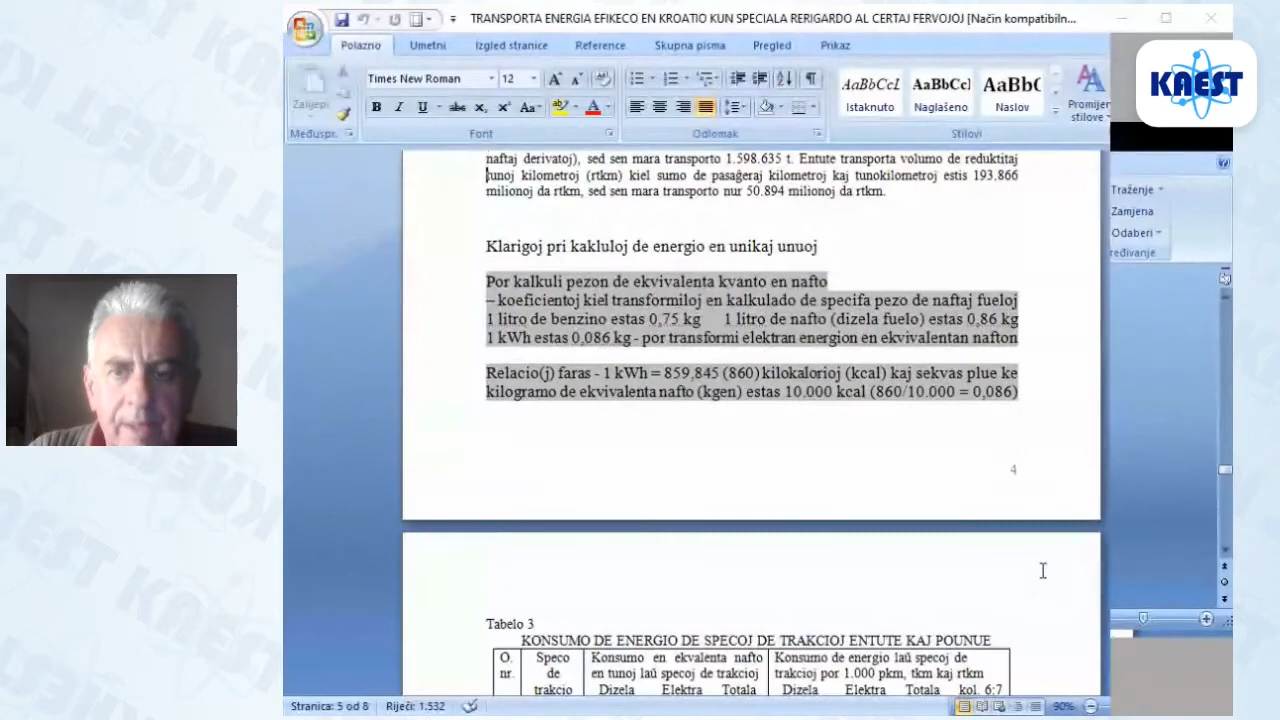 TRANSPORTA ENERGIA EFIKECO EN KROATIO KUN SPECIALA RERIGARDO AL CERTAJ FERVOJOJ [Način kompatibiln...
Polazno Umetni Izgled stranice Reference Skupna pisma Pregled Prikaz
KAEST
Zalijepi
Times New Roman 12
AaBbCcL AaBbCcl AaBb(
Istaknuto Naglašeno Naslov
Promijeni stilove
Međuspr. Font Odlomak Stilovi
Traženje
Zamjena
Odaberi
ređivanje
naftaj derivatoj), sed sen mara transporto 1.598.635 t. Entute transporta volumo de reduktitaj
tunoj kilometroj (rtkm) kiel sumo de pasaĝeraj kilometroj kaj tunokilometroj estis 193.866
milionoj da rtkm, sed sen mara transporto nur 50.894 milionoj da rtkm.
Klarigoj pri kakluloj de energio en unikaj unuoj
Por kalkuli pezon de ekvivalenta kvanto en nafto
– koeficientoj kiel transformiloj en kalkulado de specifa pezo de naftaj fueloj
1 litro de benzino estas 0,75 kg 1 litro de nafto (dizela fuelo) estas 0,86 kg
1 kWh estas 0,086 kg - por transformi elektran energion en ekvivalentan nafton
Relacio(j) faras - 1 kWh = 859,845 (860) kilokalorioj (kcal) kaj sekvas plue ke
kilogramo de ekvivalenta nafto (kgen) estas 10.000 kcal (860/10.000 = 0,086)
4
Tabelo 3
KONSUMO DE ENERGIO DE SPECOJ DE TRAKCIOJ ENTUTE KAJ POUNUE
O. nr.
Speco de trakcio
Konsumo en ekvalenta nafto en tunoj laŭ specoj de trakcioj
Konsumo de energio laŭ specoj de trakcioj por 1.000 pkm, tkm kaj rtkm
Dizela Elektra Totala Dizela Elektra Totala kol. 6:7
Stranica: 5 od 8 Riječi: 1.532 90%